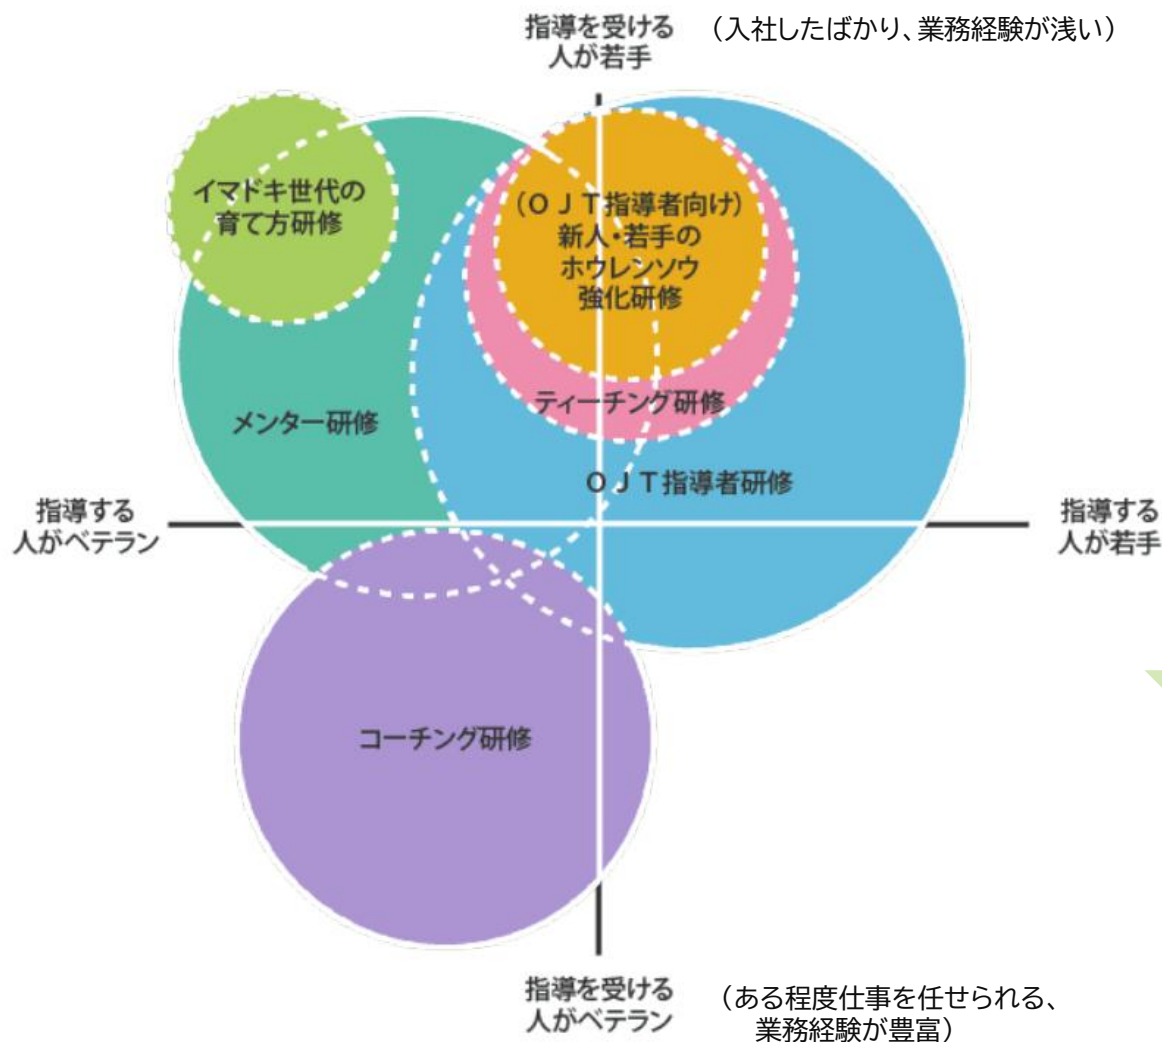 指導を受ける
人が若手
（入社したばかり、業務経験が浅い）
イマドキ世代の
育て方研修
（ＯＪＴ指導者向け）
新人・若手の
ホウレンソウ
強化研修
ティーチング研修
メンター研修
ＯＪＴ指導者研修
指導する
人がベテラン
指導する
人が若手
コーチング研修
指導を受ける
人がベテラン
（ある程度仕事を任せられる、
業務経験が豊富）